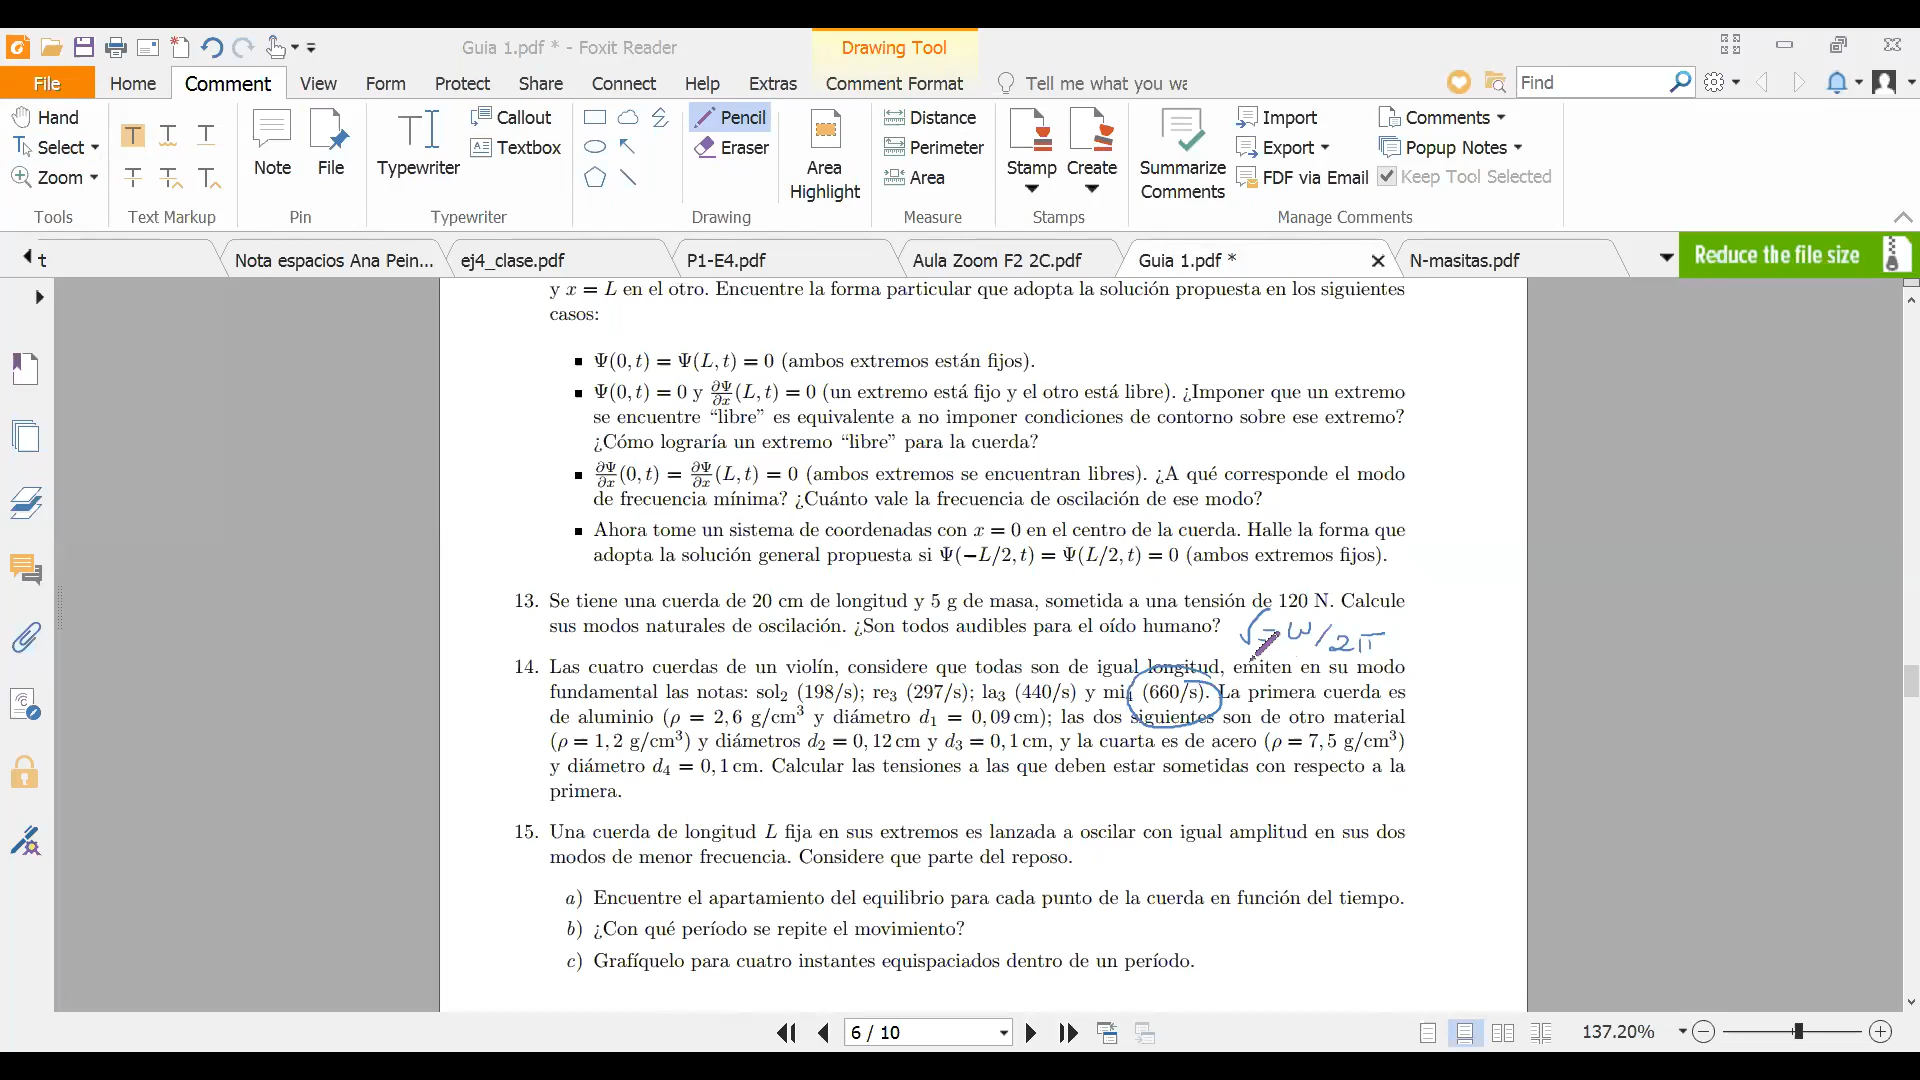 Guia 1.pdf * - Foxit Reader
Drawing Tool
File Home Comment View Form Protect Share Connect Help Extras Comment Format Tell me what you wa Find
Hand
Select
Zoom
Tools
Text Markup
Note
File
Pin
Typewriter
Typewriter
Callout
Textbox
Pencil
Eraser
Drawing
Area
Highlight
Distance
Perimeter
Area
Measure
Stamp
Create
Stamps
Summarize
Comments
Import
Export
FDF via Email
Comments
Popup Notes
Keep Tool Selected
Manage Comments
t Nota espacios Ana Pein... ej4_clase.pdf P1-E4.pdf Aula Zoom F2 2C.pdf Guia 1.pdf * N-masitas.pdf Reduce the file size
y x = L en el otro. Encuentre la forma particular que adopta la solución propuesta en los siguientes
casos:
▪ Ψ(0, t) = Ψ(L, t) = 0 (ambos extremos están fijos).
▪ Ψ(0, t) = 0 y ∂Ψ/∂x (L, t) = 0 (un extremo está fijo y el otro está libre). ¿Imponer que un extremo
se encuentre “libre” es equivalente a no imponer condiciones de contorno sobre ese extremo?
¿Cómo lograría un extremo “libre” para la cuerda?
▪ ∂Ψ/∂x (0, t) = ∂Ψ/∂x (L, t) = 0 (ambos extremos se encuentran libres). ¿A qué corresponde el modo
de frecuencia mínima? ¿Cuánto vale la frecuencia de oscilación de ese modo?
▪ Ahora tome un sistema de coordenadas con x = 0 en el centro de la cuerda. Halle la forma que
adopta la solución general propuesta si Ψ(−L/2, t) = Ψ(L/2, t) = 0 (ambos extremos fijos).
13. Se tiene una cuerda de 20 cm de longitud y 5 g de masa, sometida a una tensión de 120 N. Calcule
sus modos naturales de oscilación. ¿Son todos audibles para el oído humano?
ω/2π
14. Las cuatro cuerdas de un violín, considere que todas son de igual longitud, emiten en su modo
fundamental las notas: sol₂ (198/s); re₃ (297/s); la₃ (440/s) y mi₄ (660/s). La primera cuerda es
de aluminio (ρ = 2, 6 g/cm³ y diámetro d₁ = 0, 09 cm); las dos siguientes son de otro material
(ρ = 1, 2 g/cm³) y diámetros d₂ = 0, 12 cm y d₃ = 0, 1 cm, y la cuarta es de acero (ρ = 7, 5 g/cm³)
y diámetro d₄ = 0, 1 cm. Calcular las tensiones a las que deben estar sometidas con respecto a la
primera.
15. Una cuerda de longitud L fija en sus extremos es lanzada a oscilar con igual amplitud en sus dos
modos de menor frecuencia. Considere que parte del reposo.
a) Encuentre el apartamiento del equilibrio para cada punto de la cuerda en función del tiempo.
b) ¿Con qué período se repite el movimiento?
c) Grafíquelo para cuatro instantes equispaciados dentro de un período.
6 / 10
137.20%